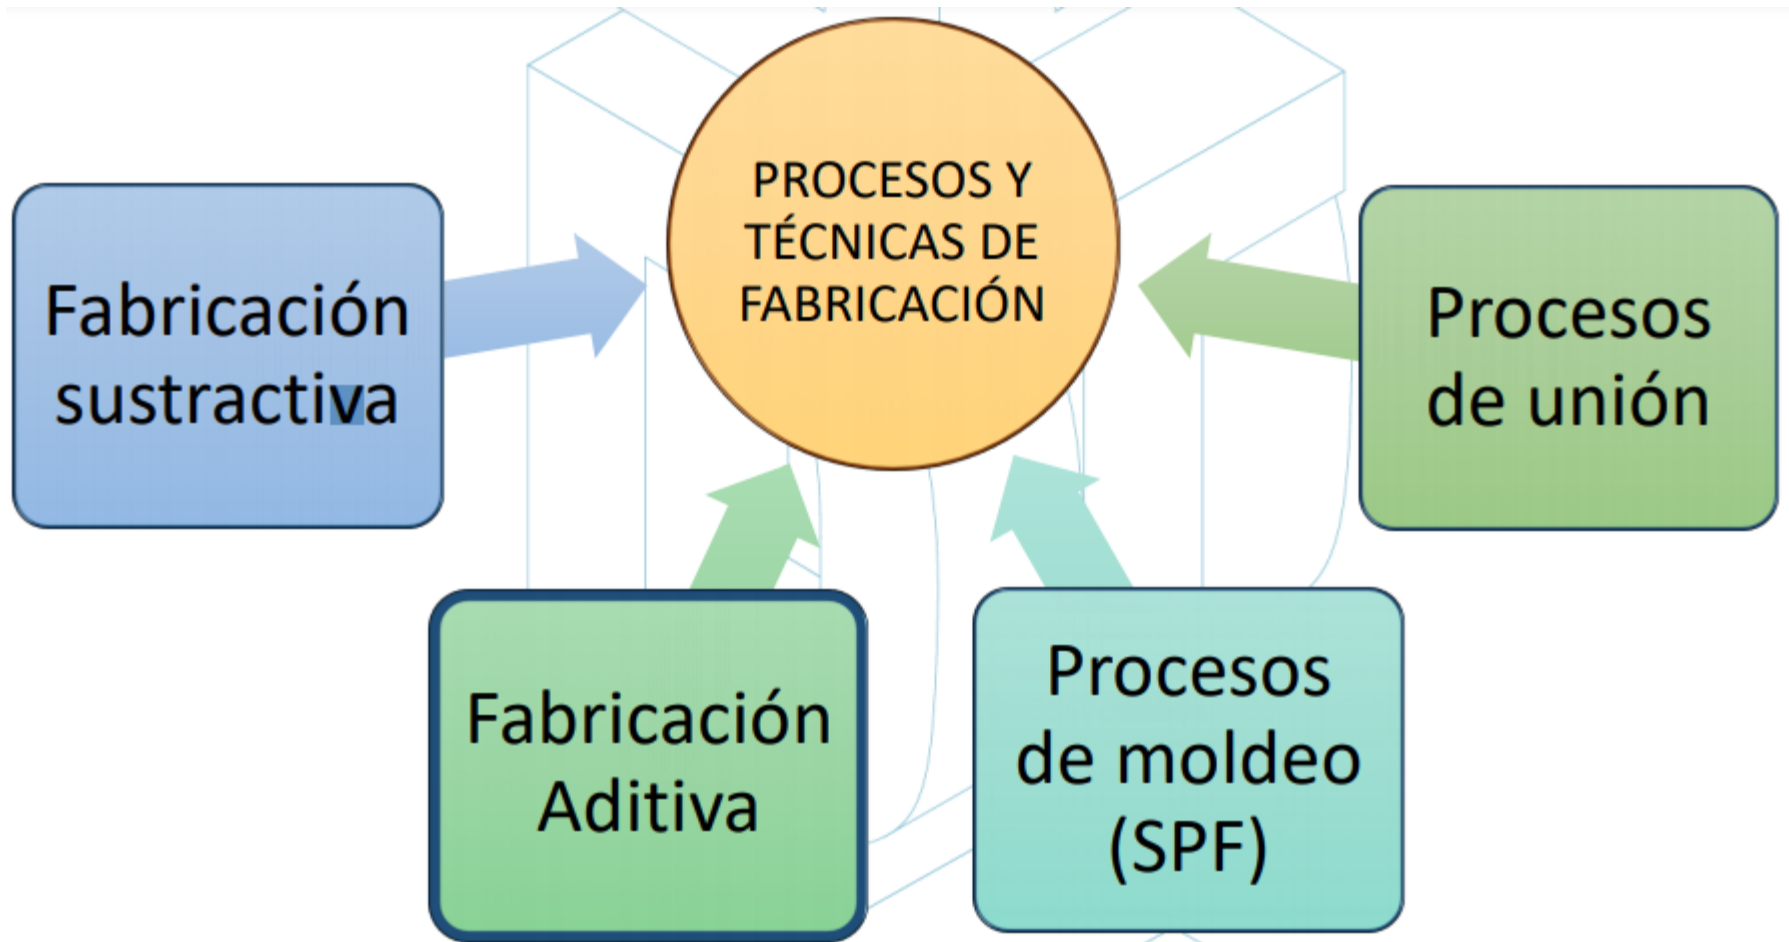 PROCESOS Y
TÉCNICAS DE
FABRICACIÓN
Fabricación
sustractiva
Procesos
de unión
Fabricación
Aditiva
Procesos
de moldeo
(SPF)